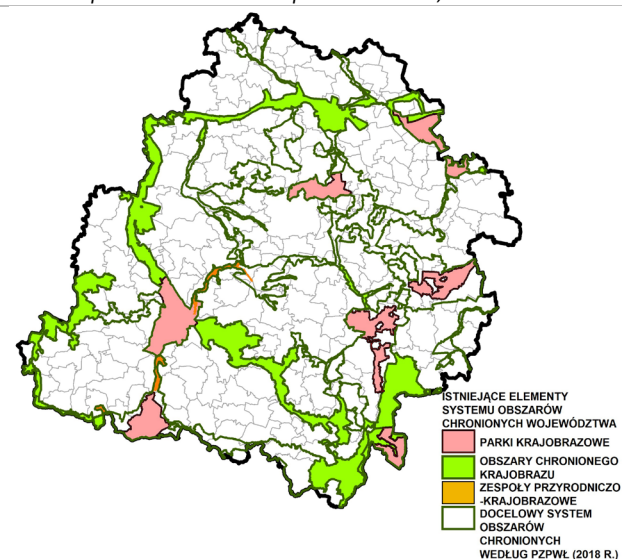 ISTNIEJĄCE ELEMENTY
SYSTEMU OBSZARÓW
CHRONIONYCH WOJEWÓDZTWA
PARKI KRAJOBRAZOWE
OBSZARY CHRONIONEGO
KRAJOBRAZU
ZESPOŁY PRZYRODNICZO
-KRAJOBRAZOWE
DOCELOWY SYSTEM
OBSZARÓW
CHRONIONYCH
WEDŁUG PZPWŁ (2018 R.)